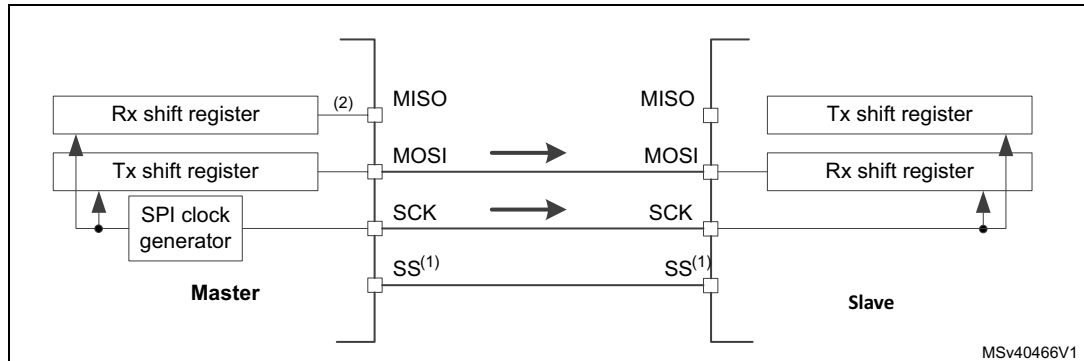 MISO
MISO
Rx shift register
(2)
Tx shift register
MOSI
MOSI
Tx shift register
Rx shift register
SCK
SCK
SPI clock
generator
SS(1)
SS(1)
Master
Slave
MSv40466V1